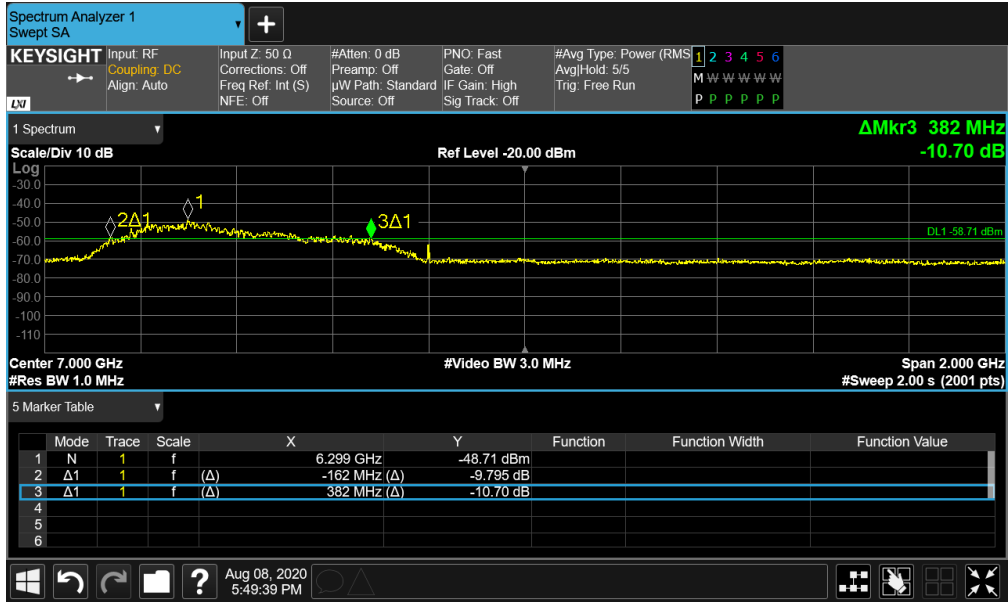 Spectrum Analyzer 1
Swept SA
+
KEYSIGHT
LXI
Input: RF
Coupling: DC
Align: Auto
Input Z: 50 Ω
Corrections: Off
Freq Ref: Int (S)
NFE: Off
#Atten: 0 dB
Preamp: Off
µW Path: Standard
Source: Off
PNO: Fast
Gate: Off
IF Gain: High
Sig Track: Off
#Avg Type: Power (RMS
Avg|Hold: 5/5
Trig: Free Run
1 2 3 4 5 6
M W W W W W
P P P P P P
1 Spectrum
ΔMkr3 382 MHz
-10.70 dB
Scale/Div 10 dB
Ref Level -20.00 dBm
Log
-30.0
-40.0
-50.0
-60.0
-70.0
-80.0
-90.0
-100
-110
2Δ1
1
3Δ1
DL1 -58.71 dBm
Center 7.000 GHz
#Video BW 3.0 MHz
Span 2.000 GHz
#Res BW 1.0 MHz
#Sweep 2.00 s (2001 pts)
5 Marker Table
Mode Trace Scale X Y Function Function Width Function Value
1 N 1 f 6.299 GHz -48.71 dBm
2 Δ1 1 f (Δ) -162 MHz (Δ) -9.795 dB
3 Δ1 1 f (Δ) 382 MHz (Δ) -10.70 dB
4
5
6
?
Aug 08, 2020
5:49:39 PM